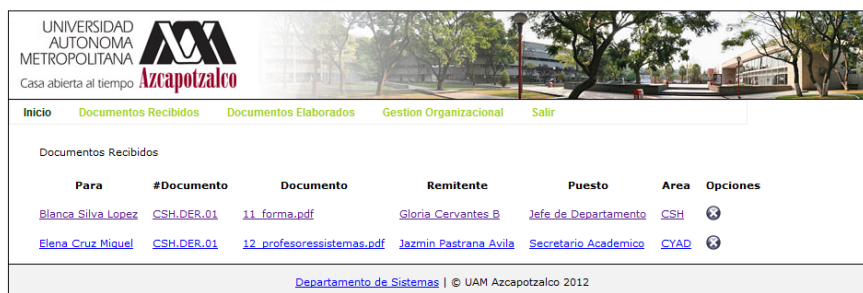 UNIVERSIDAD
AUTONOMA
METROPOLITANA
Casa abierta al tiempo Azcapotzalco
Inicio Documentos Recibidos Documentos Elaborados Gestion Organizacional Salir
Documentos Recibidos
Para #Documento Documento Remitente Puesto Area Opciones
Blanca Silva Lopez CSH.DER.01 11_forma.pdf Gloria Cervantes B Jefe de Departamento CSH
Elena Cruz Miguel CSH.DER.01 12_profesoressistemas.pdf Jazmin Pastrana Avila Secretario Academico CYAD
Departamento de Sistemas | © UAM Azcapotzalco 2012